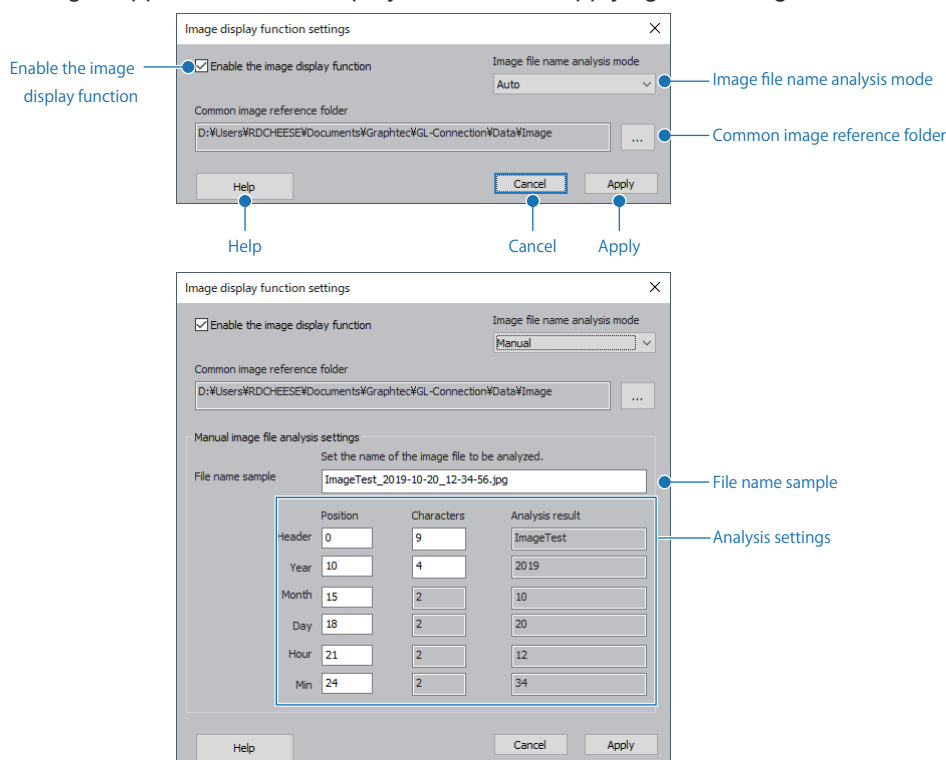 Image display function settings
Enable the image display function
Image file name analysis mode
Enable the image display function
Auto
Image file name analysis mode
Common image reference folder
D:¥Users¥RDCHEESE¥Documents¥Graphtec¥GL-Connection¥Data¥Image
...
Common image reference folder
Help
Cancel
Apply
Help
Cancel
Apply
Image display function settings
Enable the image display function
Image file name analysis mode
Manual
Common image reference folder
D:¥Users¥RDCHEESE¥Documents¥Graphtec¥GL-Connection¥Data¥Image
...
Manual image file analysis settings
Set the name of the image file to be analyzed.
File name sample
ImageTest_2019-10-20_12-34-56.jpg
File name sample
Position Characters Analysis result
Header 0 9 ImageTest
Analysis settings
Year 10 4 2019
Month 15 2 10
Day 18 2 20
Hour 21 2 12
Min 24 2 34
Help
Cancel
Apply